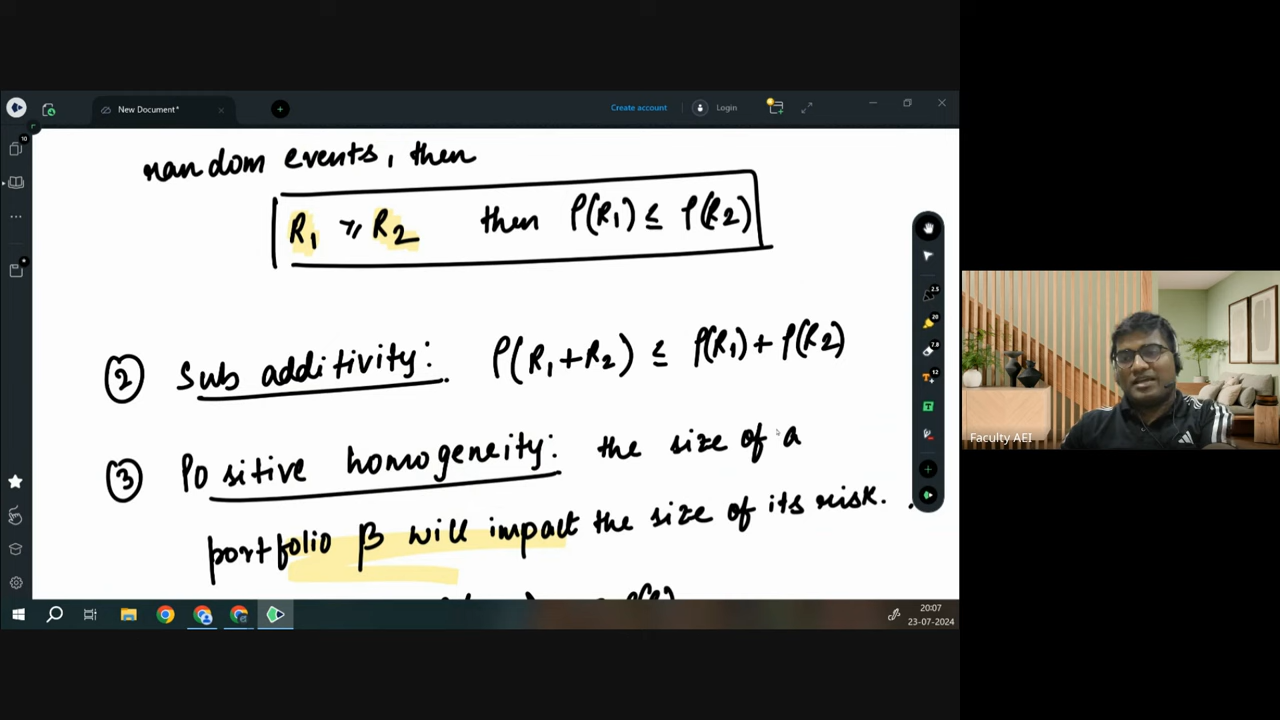 New Document*
Create account
Login
random events, then
R₁ ≥ R₂ then ρ(R₁) ≤ ρ(R₂)
② Sub additivity: ρ(R₁+R₂) ≤ ρ(R₁) + ρ(R₂)
③ Positive homogeneity: the size of a
portfolio β will impact the size of its risk.
Faculty AEI
20:07
23-07-2024